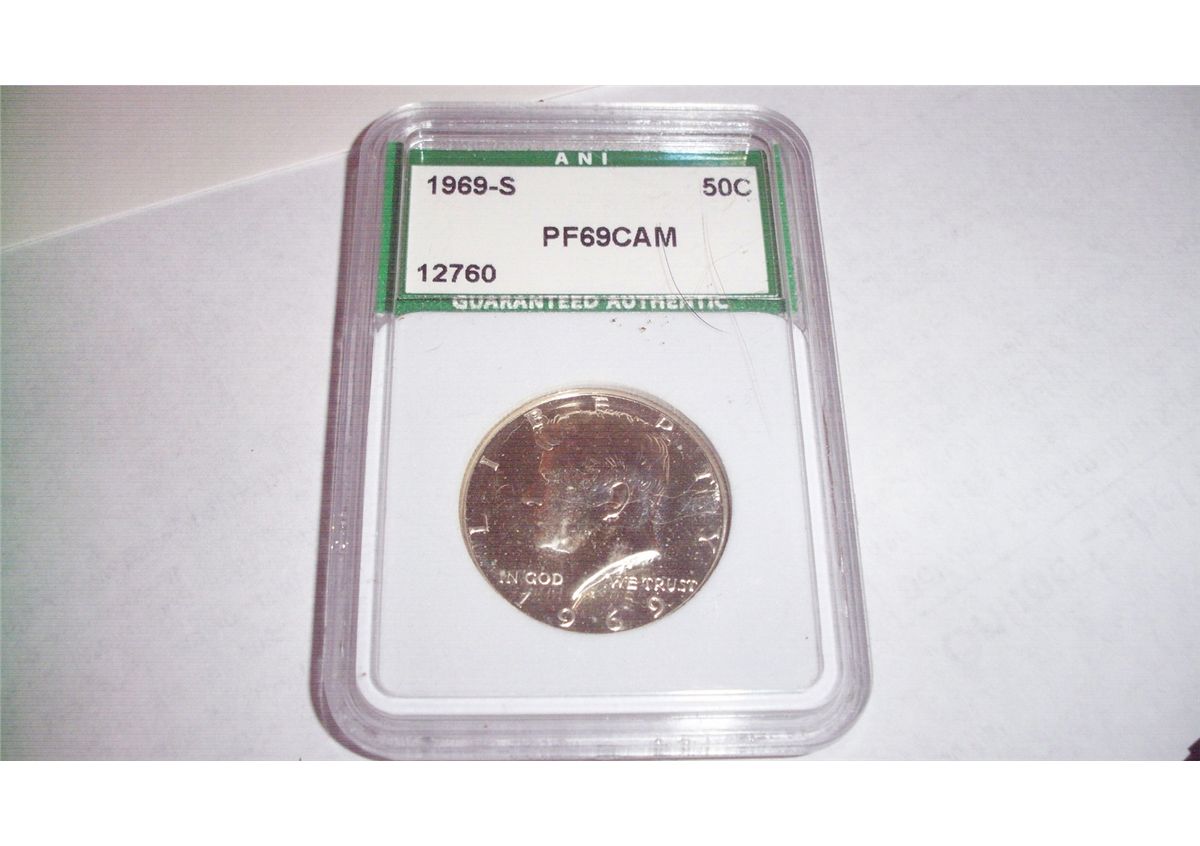 ANI
1969-S 50C
PF69CAM
12760
GUARANTEED AUTHENTIC
LIBERTY
IN GOD WE TRUST
1969